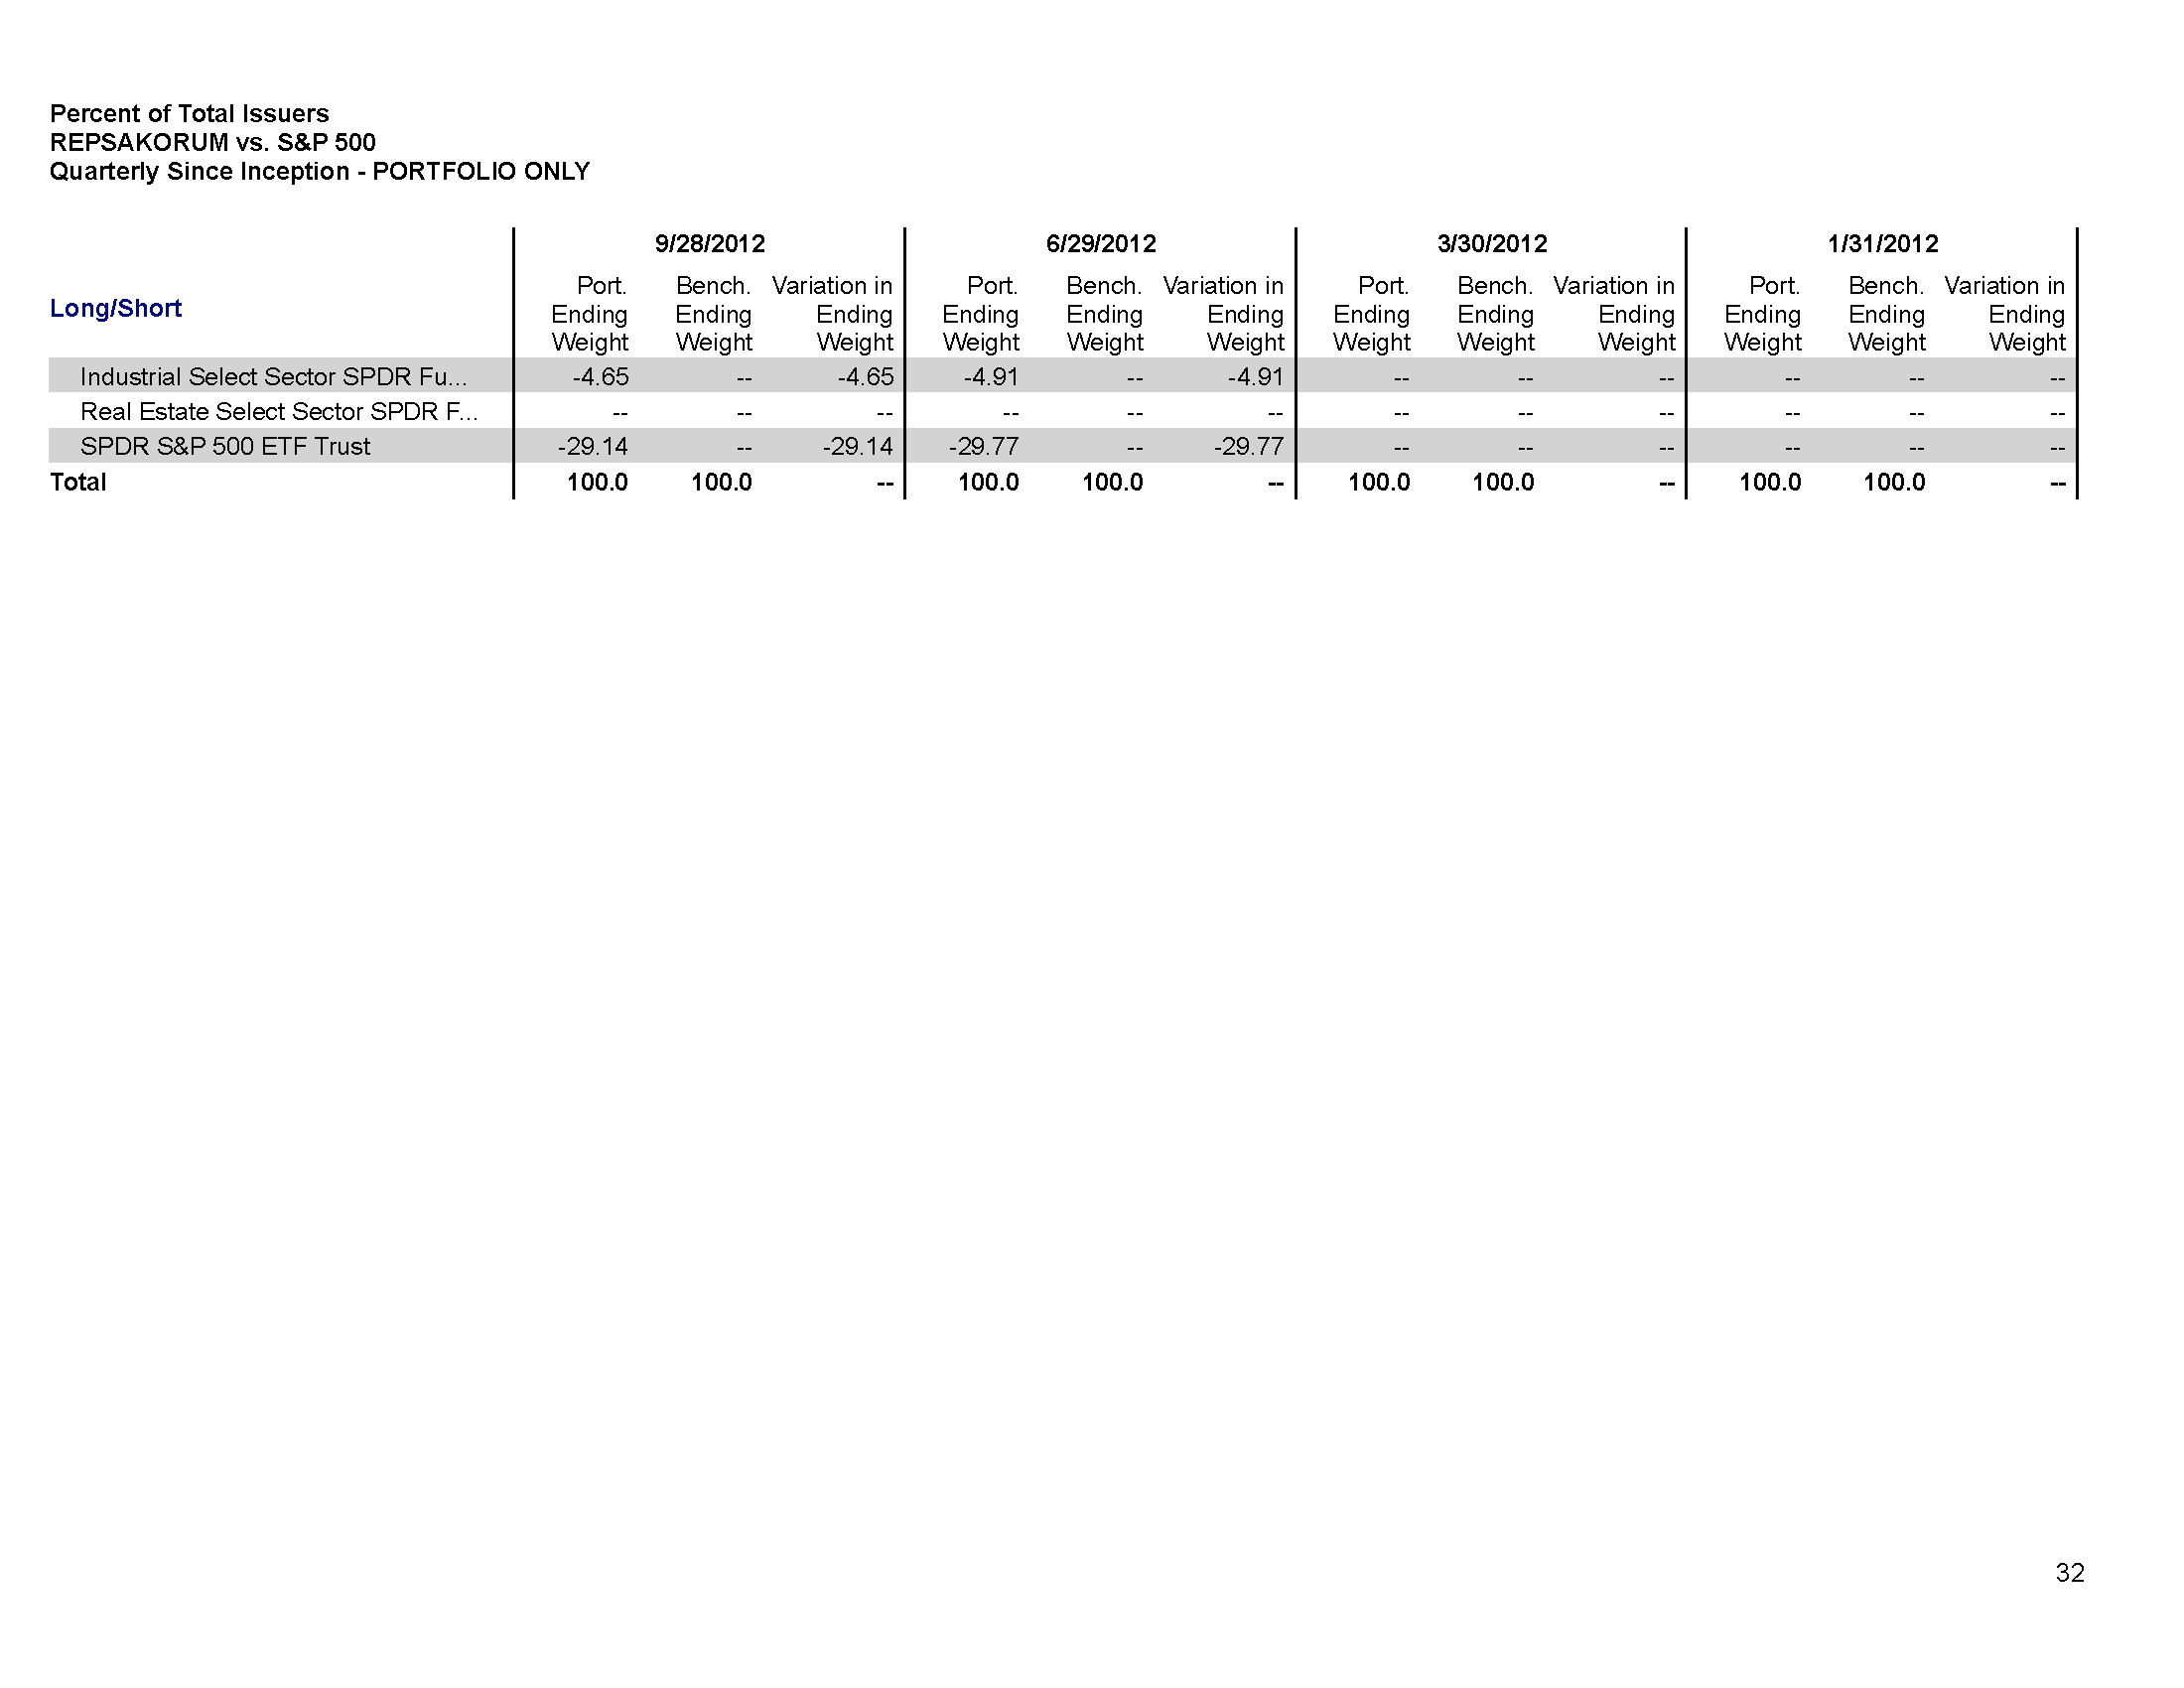 Percent of Total Issuers
REPSAKORUM vs. S&P 500
Quarterly Since Inception - PORTFOLIO ONLY
9/28/2012 6/29/2012 3/30/2012 1/31/2012
Long/Short
Port. Bench. Variation in Port. Bench. Variation in Port. Bench. Variation in Port. Bench. Variation in
Ending Ending Ending Ending Ending Ending Ending Ending Ending Ending Ending Ending
Weight Weight Weight Weight Weight Weight Weight Weight Weight Weight Weight Weight
Industrial Select Sector SPDR Fu... -4.65 -- -4.65 -4.91 -- -4.91 -- -- -- -- -- --
Real Estate Select Sector SPDR F... -- -- -- -- -- -- -- -- -- -- -- --
SPDR S&P 500 ETF Trust -29.14 -- -29.14 -29.77 -- -29.77 -- -- -- -- -- --
Total 100.0 100.0 -- 100.0 100.0 -- 100.0 100.0 -- 100.0 100.0 --
32